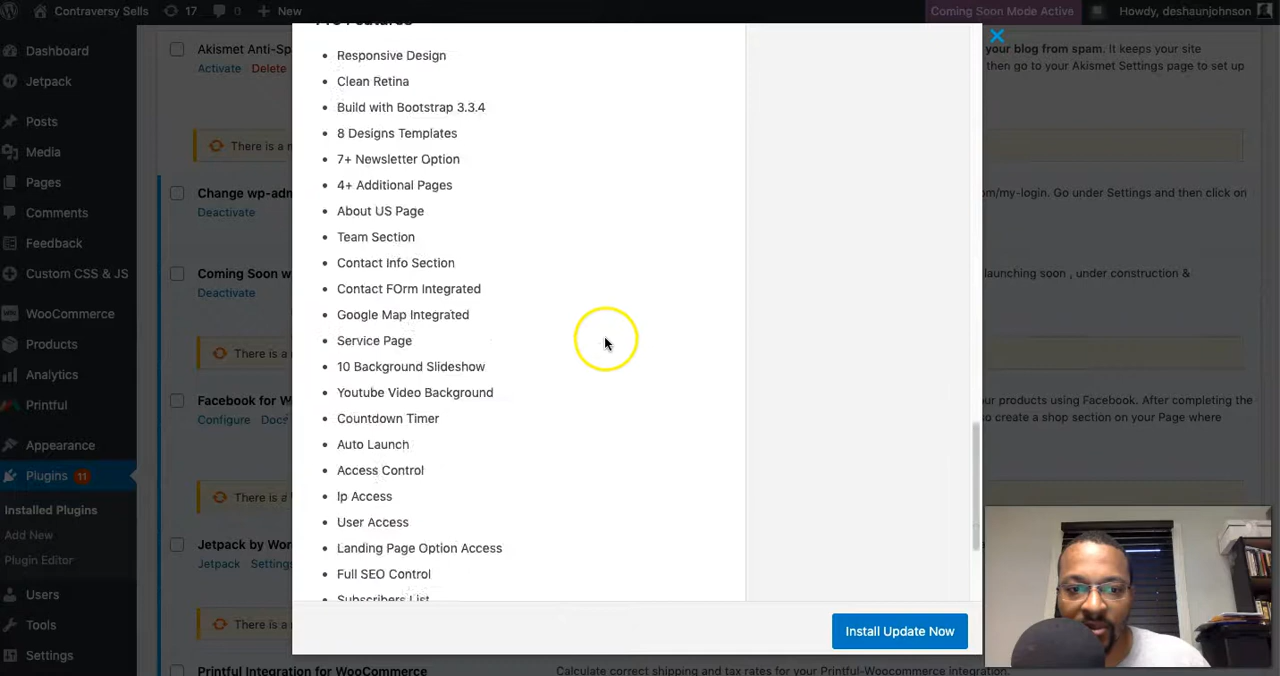 Contraversy Sells
17
New
Coming Soon Mode Active
Howdy, deshaunjohnson
Dashboard
Jetpack
Posts
Media
Pages
Comments
Feedback
Custom CSS & JS
WooCommerce
Products
Analytics
Printful
Appearance
Plugins 11
Installed Plugins
Add New
Plugin Editor
Users
Tools
Settings
Akismet Anti-Sp
Activate Delete
your blog from spam. It keeps your site
then go to your Akismet Settings page to set up
There is a
Change wp-adm
Deactivate
om/my-login. Go under Settings and then click on
Coming Soon w
Deactivate
launching soon , under construction &
There is a
Facebook for W
Configure Docs
our products using Facebook. After completing the
so create a shop section on your Page where
There is a
Jetpack by Wor
Jetpack Settings
There is a
Printful Integration for WooCommerce
Calculate correct shipping and tax rates for your Printful-Woocommerce integration.
Pro Features
Responsive Design
Clean Retina
Build with Bootstrap 3.3.4
8 Designs Templates
7+ Newsletter Option
4+ Additional Pages
About US Page
Team Section
Contact Info Section
Contact FOrm Integrated
Google Map Integrated
Service Page
10 Background Slideshow
Youtube Video Background
Countdown Timer
Auto Launch
Access Control
Ip Access
User Access
Landing Page Option Access
Full SEO Control
Subscribers List
Install Update Now